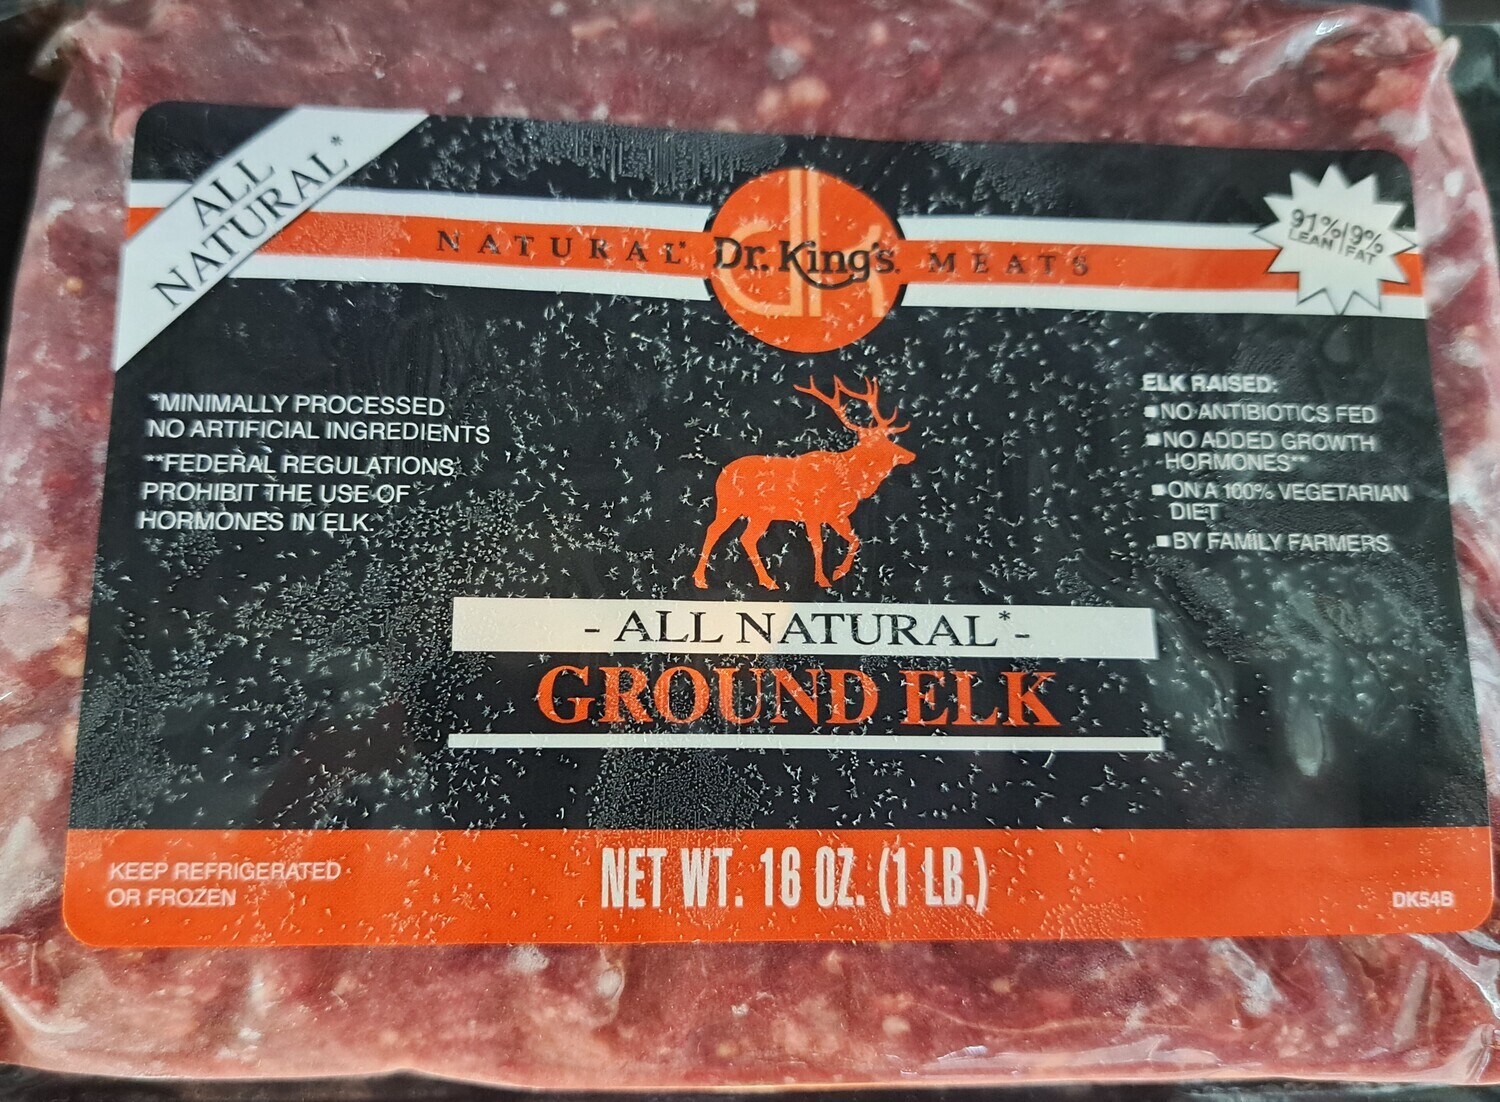 ALL
NATURAL*
NATURAL* Dr. King's MEATS
91% 9%
LEAN FAT
*MINIMALLY PROCESSED
NO ARTIFICIAL INGREDIENTS
**FEDERAL REGULATIONS
PROHIBIT THE USE OF
HORMONES IN ELK.
ELK RAISED:
■ NO ANTIBIOTICS FED
■ NO ADDED GROWTH
HORMONES**
■ ON A 100% VEGETARIAN
DIET
■ BY FAMILY FARMERS
- ALL NATURAL* -
GROUND ELK
KEEP REFRIGERATED
OR FROZEN
NET WT. 16 OZ. (1 LB.)
DK54B